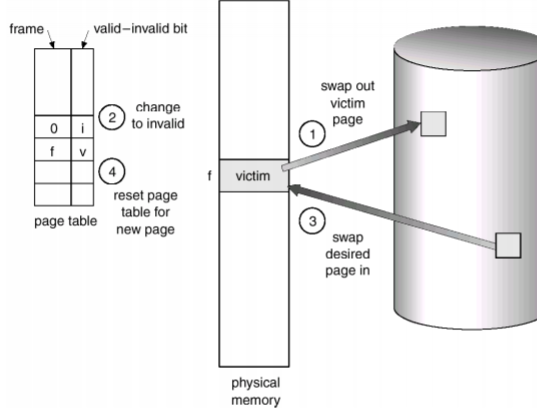 frame
valid–invalid bit
0 i
f v
page table
2
change
to invalid
4
reset page
table for
new page
f
victim
physical
memory
swap out
victim
page
1
3
swap
desired
page in